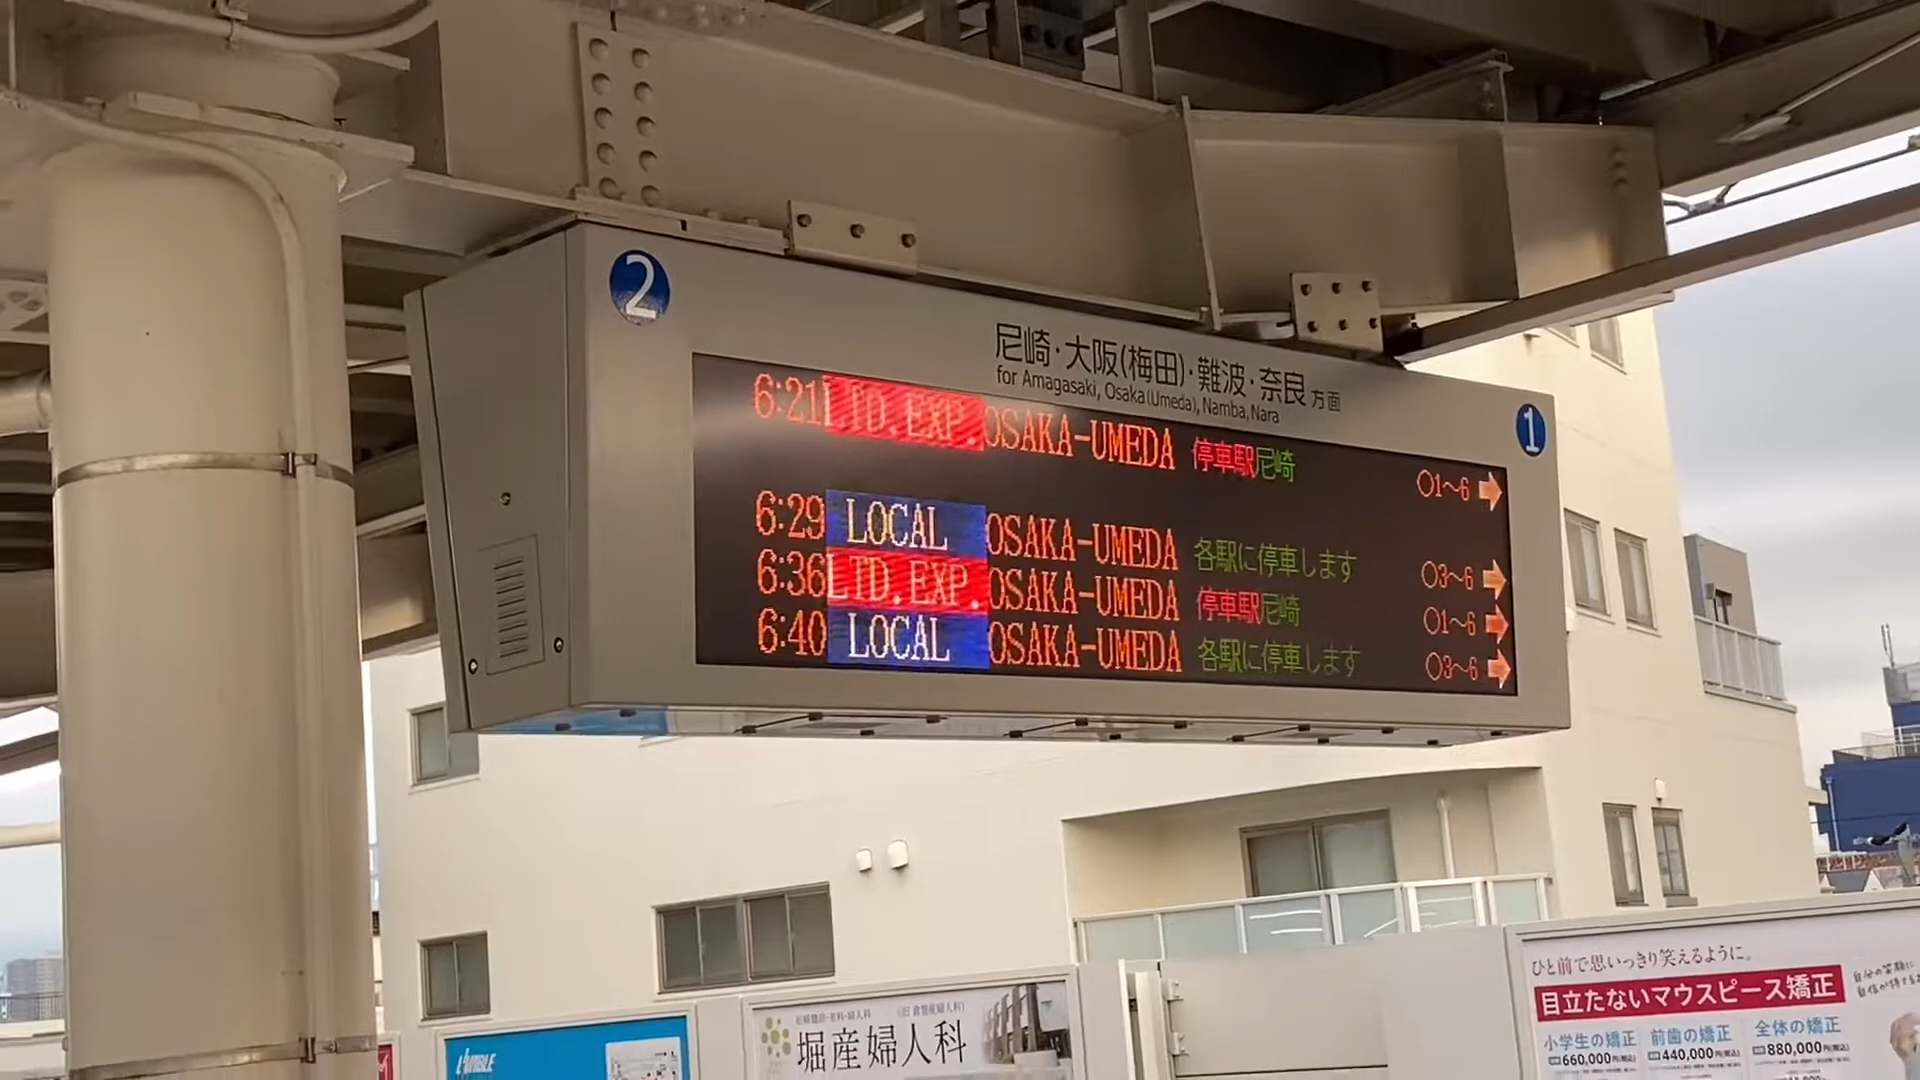 2
尼崎・大阪(梅田)・難波・奈良 方面
for Amagasaki, Osaka(Umeda), Namba, Nara
1
6:21 LTD.EXP. OSAKA-UMEDA 停車駅 尼崎 ○1〜6
6:29 LOCAL OSAKA-UMEDA 各駅に停車します ○3〜6
6:36 LTD.EXP. OSAKA-UMEDA 停車駅 尼崎 ○1〜6
6:40 LOCAL OSAKA-UMEDA 各駅に停車します ○3〜6
堀産婦人科
ひと前で思いっきり笑えるように。
目立たないマウスピース矯正
小学生の矯正 前歯の矯正 全体の矯正
660,000円(税込) 440,000円(税込) 880,000円(税込)